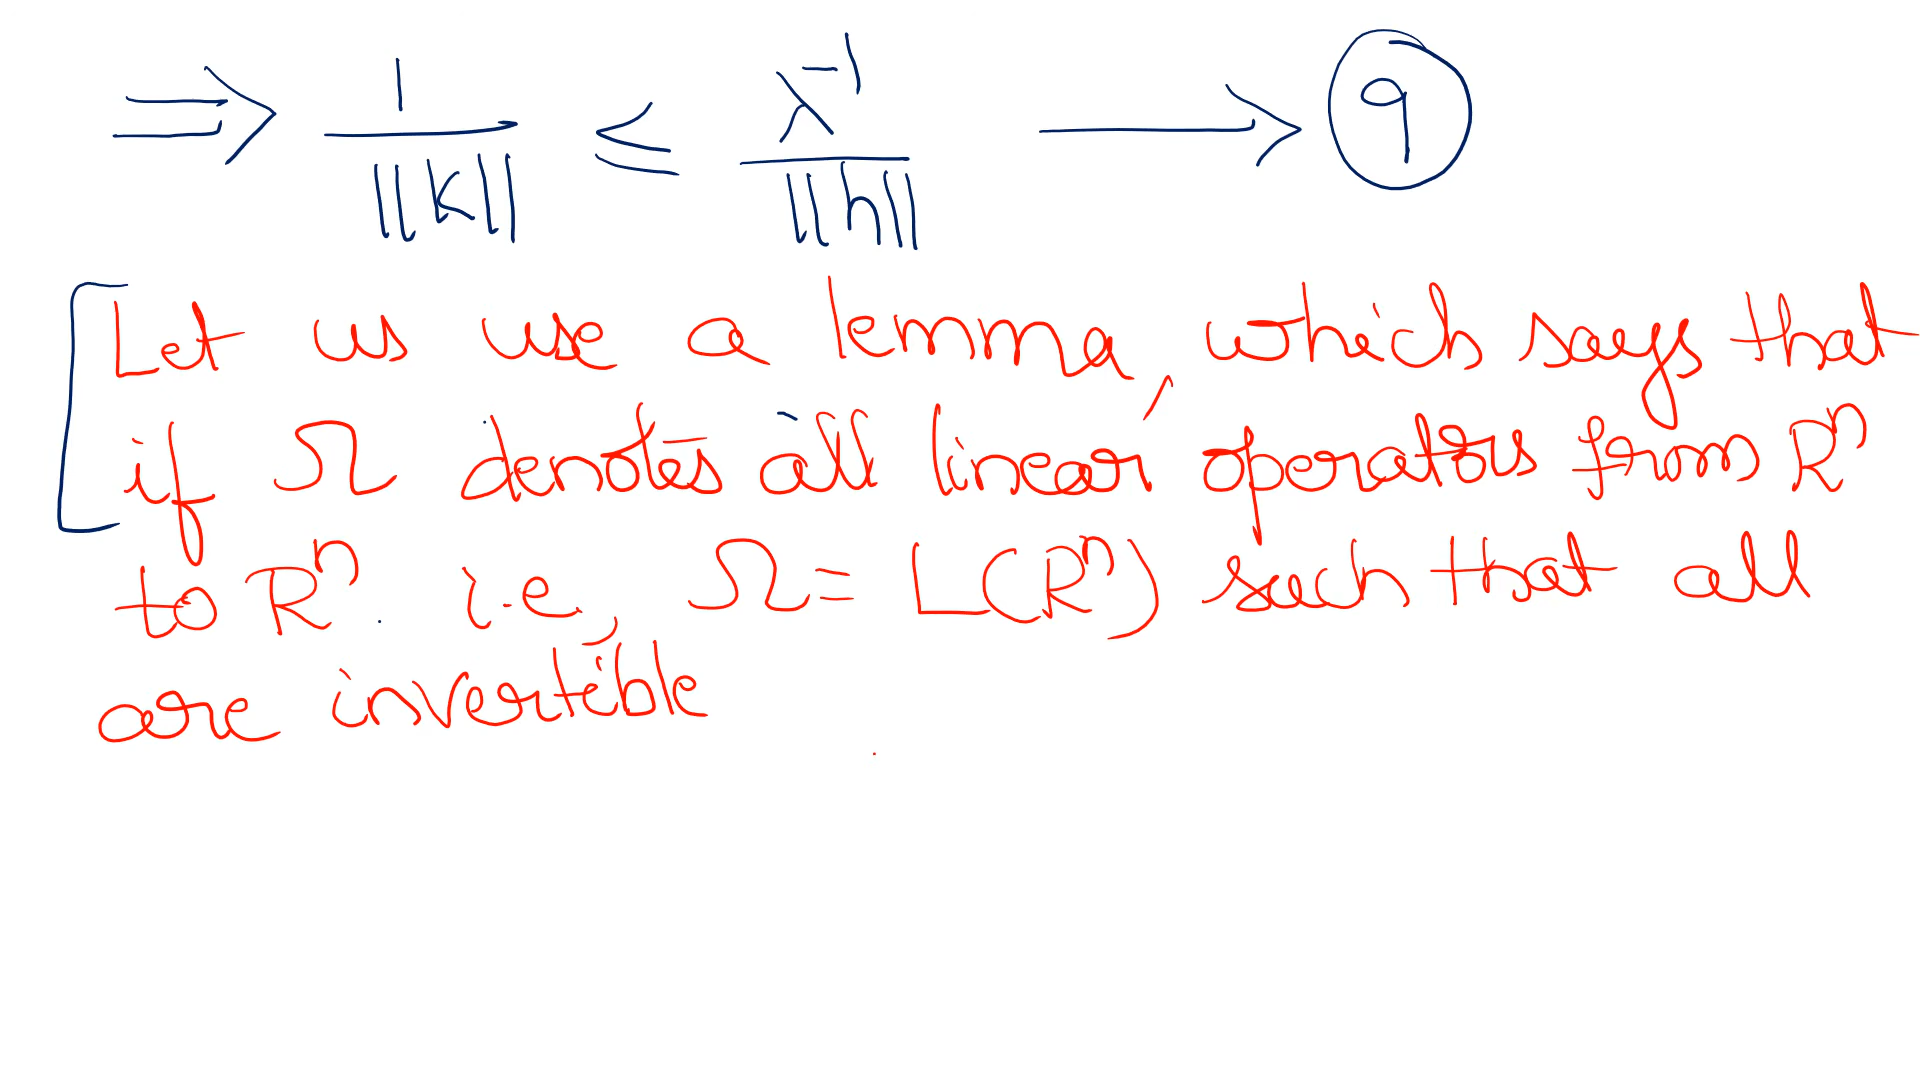 ⇒ 1/||k|| ≤ λ⁻¹/||h|| → 9
Let us use a lemma, which says that
if Ω denotes all linear operators from Rⁿ
to Rⁿ. i.e., Ω = L(Rⁿ) such that all
are invertible